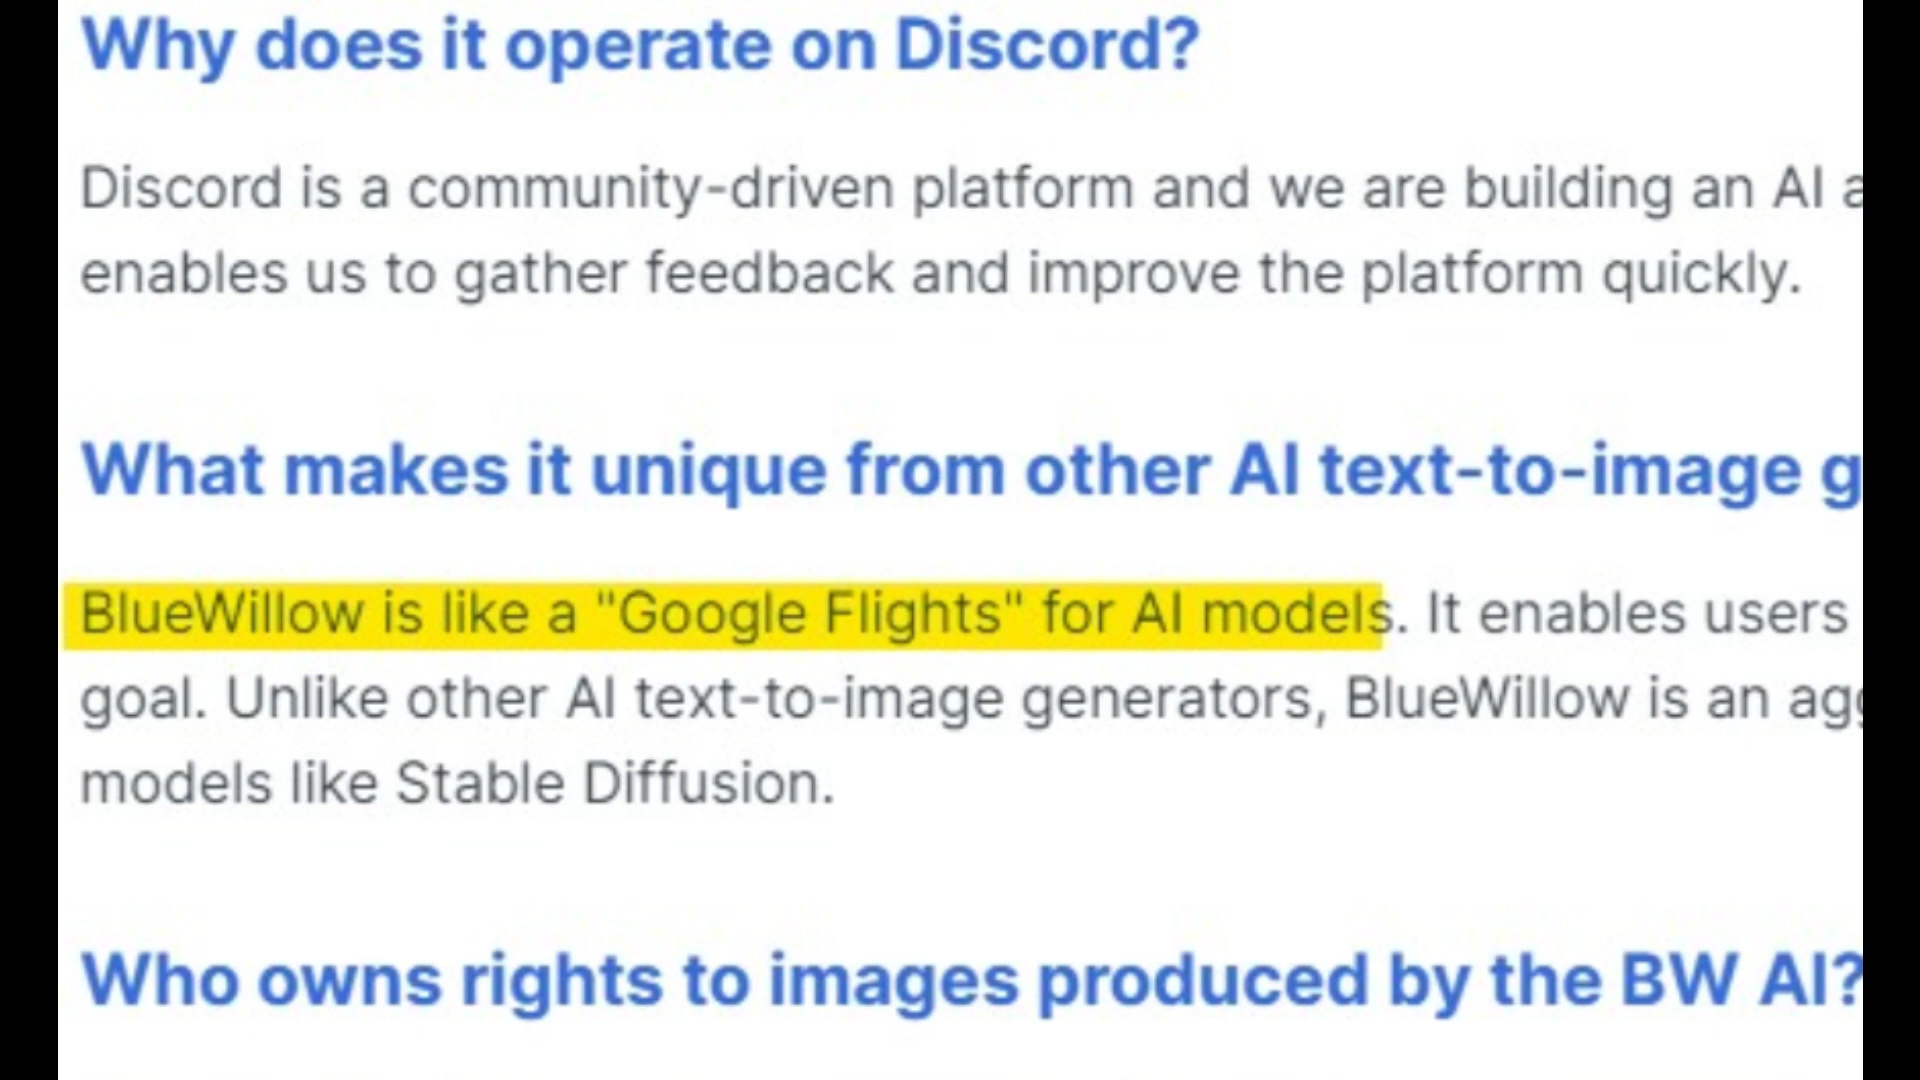 Why does it operate on Discord?
Discord is a community-driven platform and we are building an AI a
enables us to gather feedback and improve the platform quickly.
What makes it unique from other AI text-to-image g
BlueWillow is like a "Google Flights" for AI models. It enables users
goal. Unlike other AI text-to-image generators, BlueWillow is an agg
models like Stable Diffusion.
Who owns rights to images produced by the BW AI?